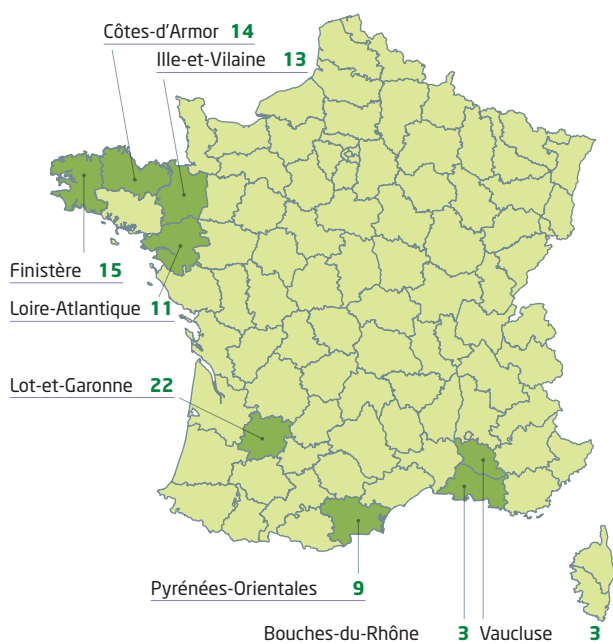 Côtes-d'Armor 14
Ille-et-Vilaine 13
Finistère 15
Loire-Atlantique 11
Lot-et-Garonne 22
Pyrénées-Orientales 9
Bouches-du-Rhône 3 Vaucluse 3